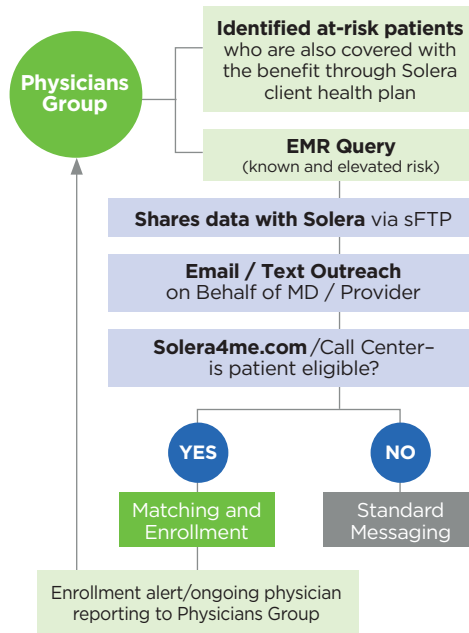 Physicians
Group
Identified at-risk patients
who are also covered with
the benefit through Solera
client health plan
EMR Query
(known and elevated risk)
Shares data with Solera via sFTP
Email / Text Outreach
on Behalf of MD / Provider
Solera4me.com /Call Center–
is patient eligible?
YES
NO
Matching and
Enrollment
Standard
Messaging
Enrollment alert/ongoing physician
reporting to Physicians Group